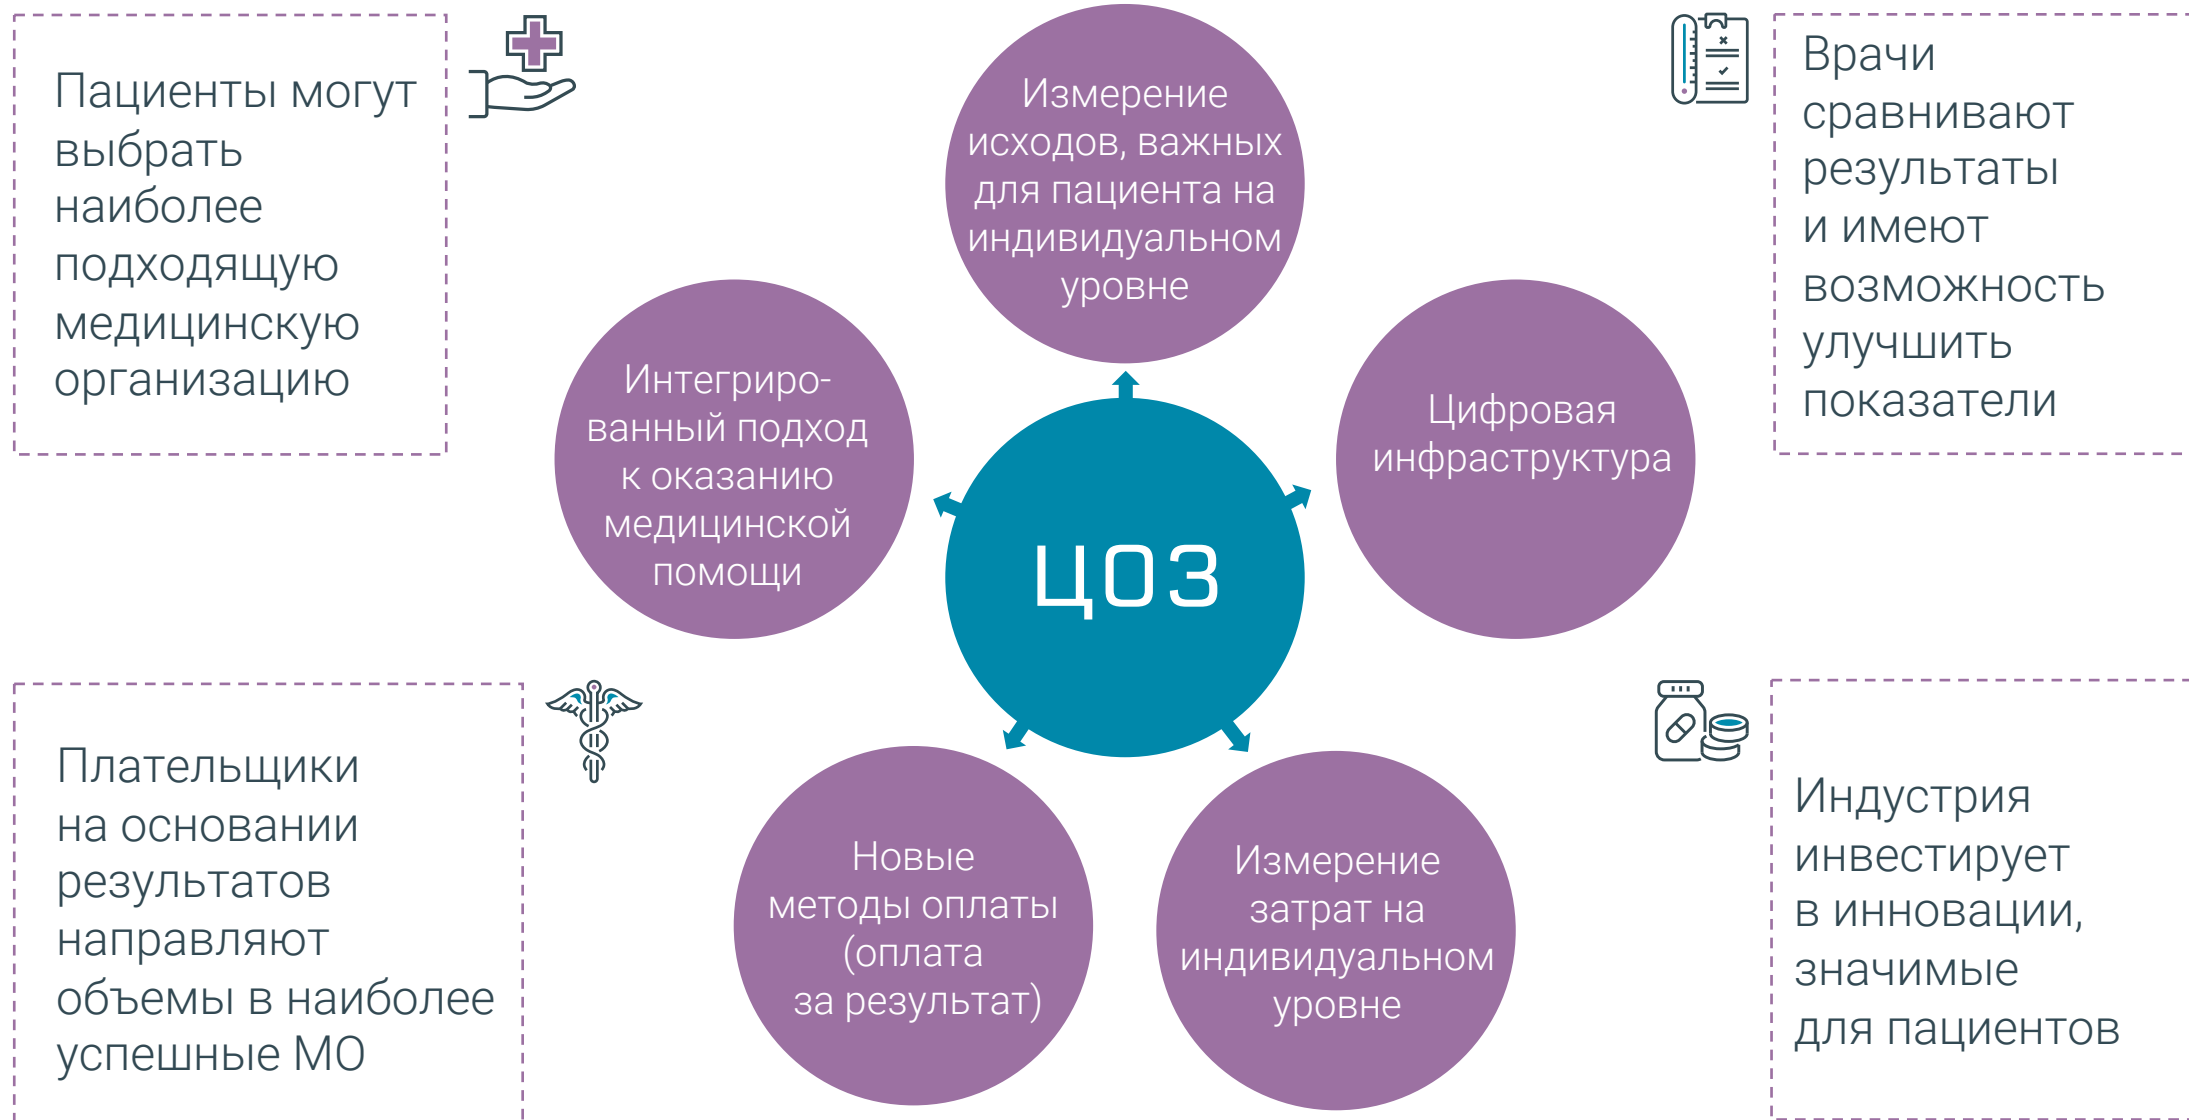 Пациенты могут
выбрать
наиболее
подходящую
медицинскую
организацию
Измерение
исходов, важных
для пациента на
индивидуальном
уровне
Врачи
сравнивают
результаты
и имеют
возможность
улучшить
показатели
Интегриро-
ванный подход
к оказанию
медицинской
помощи
ЦОЗ
Цифровая
инфраструктура
Плательщики
на основании
результатов
направляют
объемы в наиболее
успешные МО
Новые
методы оплаты
(оплата
за результат)
Измерение
затрат на
индивидуальном
уровне
Индустрия
инвестирует
в инновации,
значимые
для пациентов